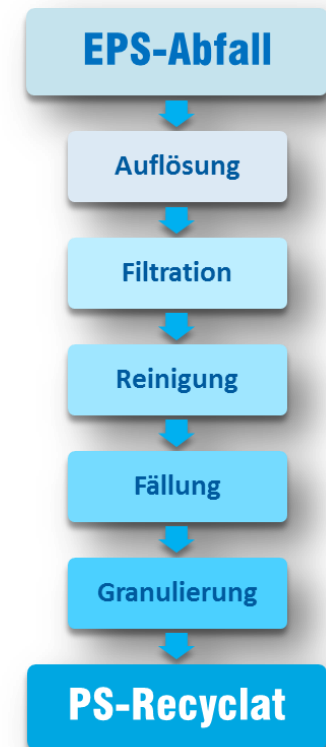 EPS-Abfall
Auflösung
Filtration
Reinigung
Fällung
Granulierung
PS-Recyclat